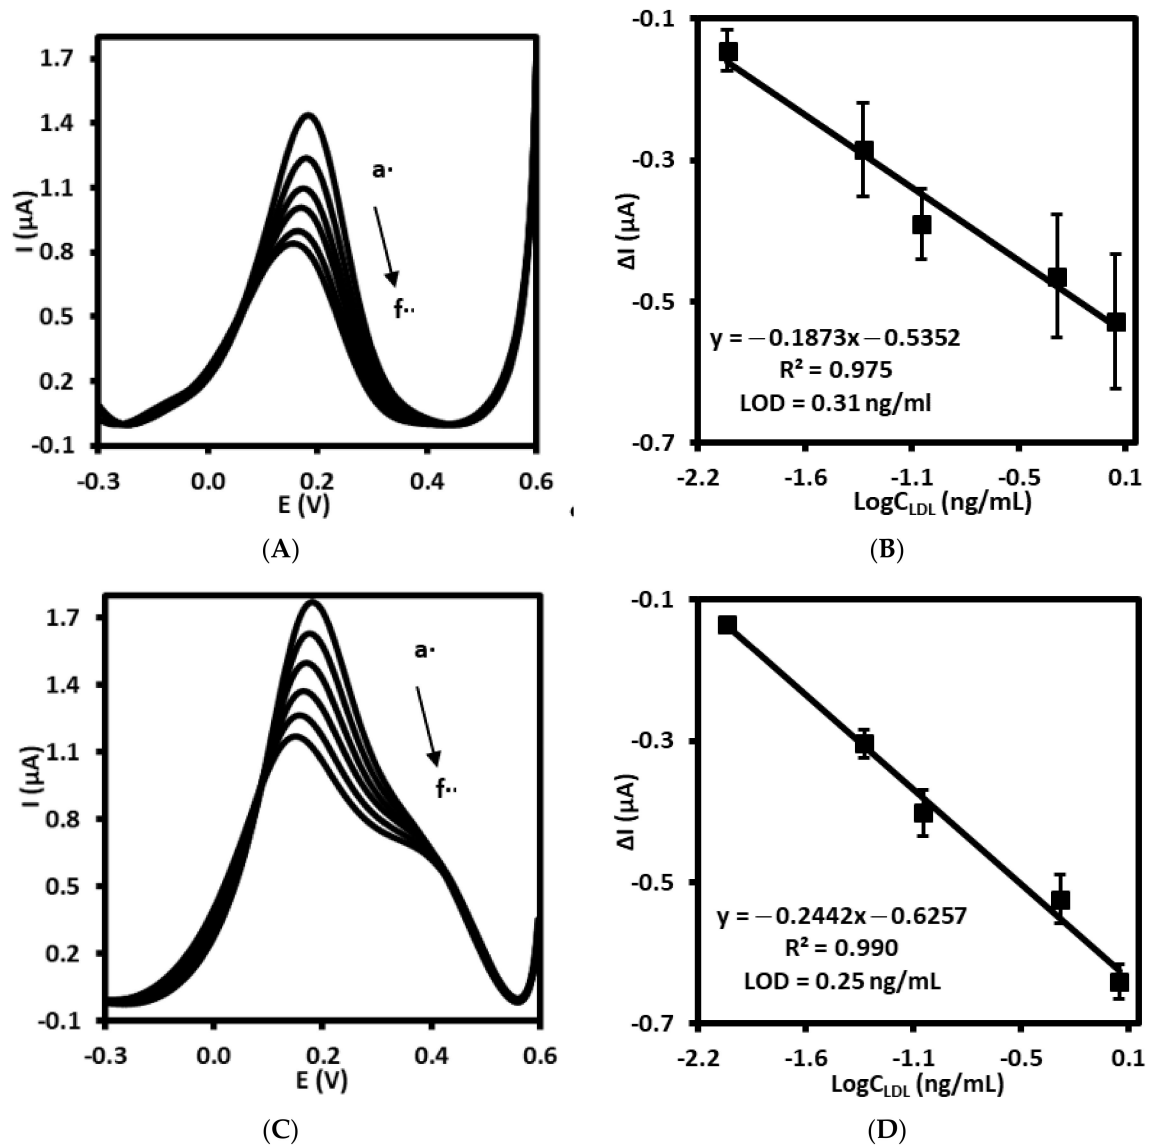 1.7
1.4
1.1
0.8
0.5
0.2
-0.1
I (µA)
a·
f··
-0.3 0.0 0.2 0.4 0.6
E (V)
(A)
-0.1
-0.3
-0.5
-0.7
ΔI (µA)
y = −0.1873x−0.5352
R² = 0.975
LOD = 0.31 ng/ml
-2.2 -1.6 -1.1 -0.5 0.1
LogCLDL (ng/mL)
(B)
1.7
1.4
1.1
0.8
0.5
0.2
-0.1
I (µA)
a·
f··
-0.3 0.0 0.2 0.4 0.6
E (V)
(C)
-0.1
-0.3
-0.5
-0.7
ΔI (µA)
y = −0.2442x−0.6257
R² = 0.990
LOD = 0.25 ng/mL
-2.2 -1.6 -1.1 -0.5 0.1
LogCLDL (ng/mL)
(D)